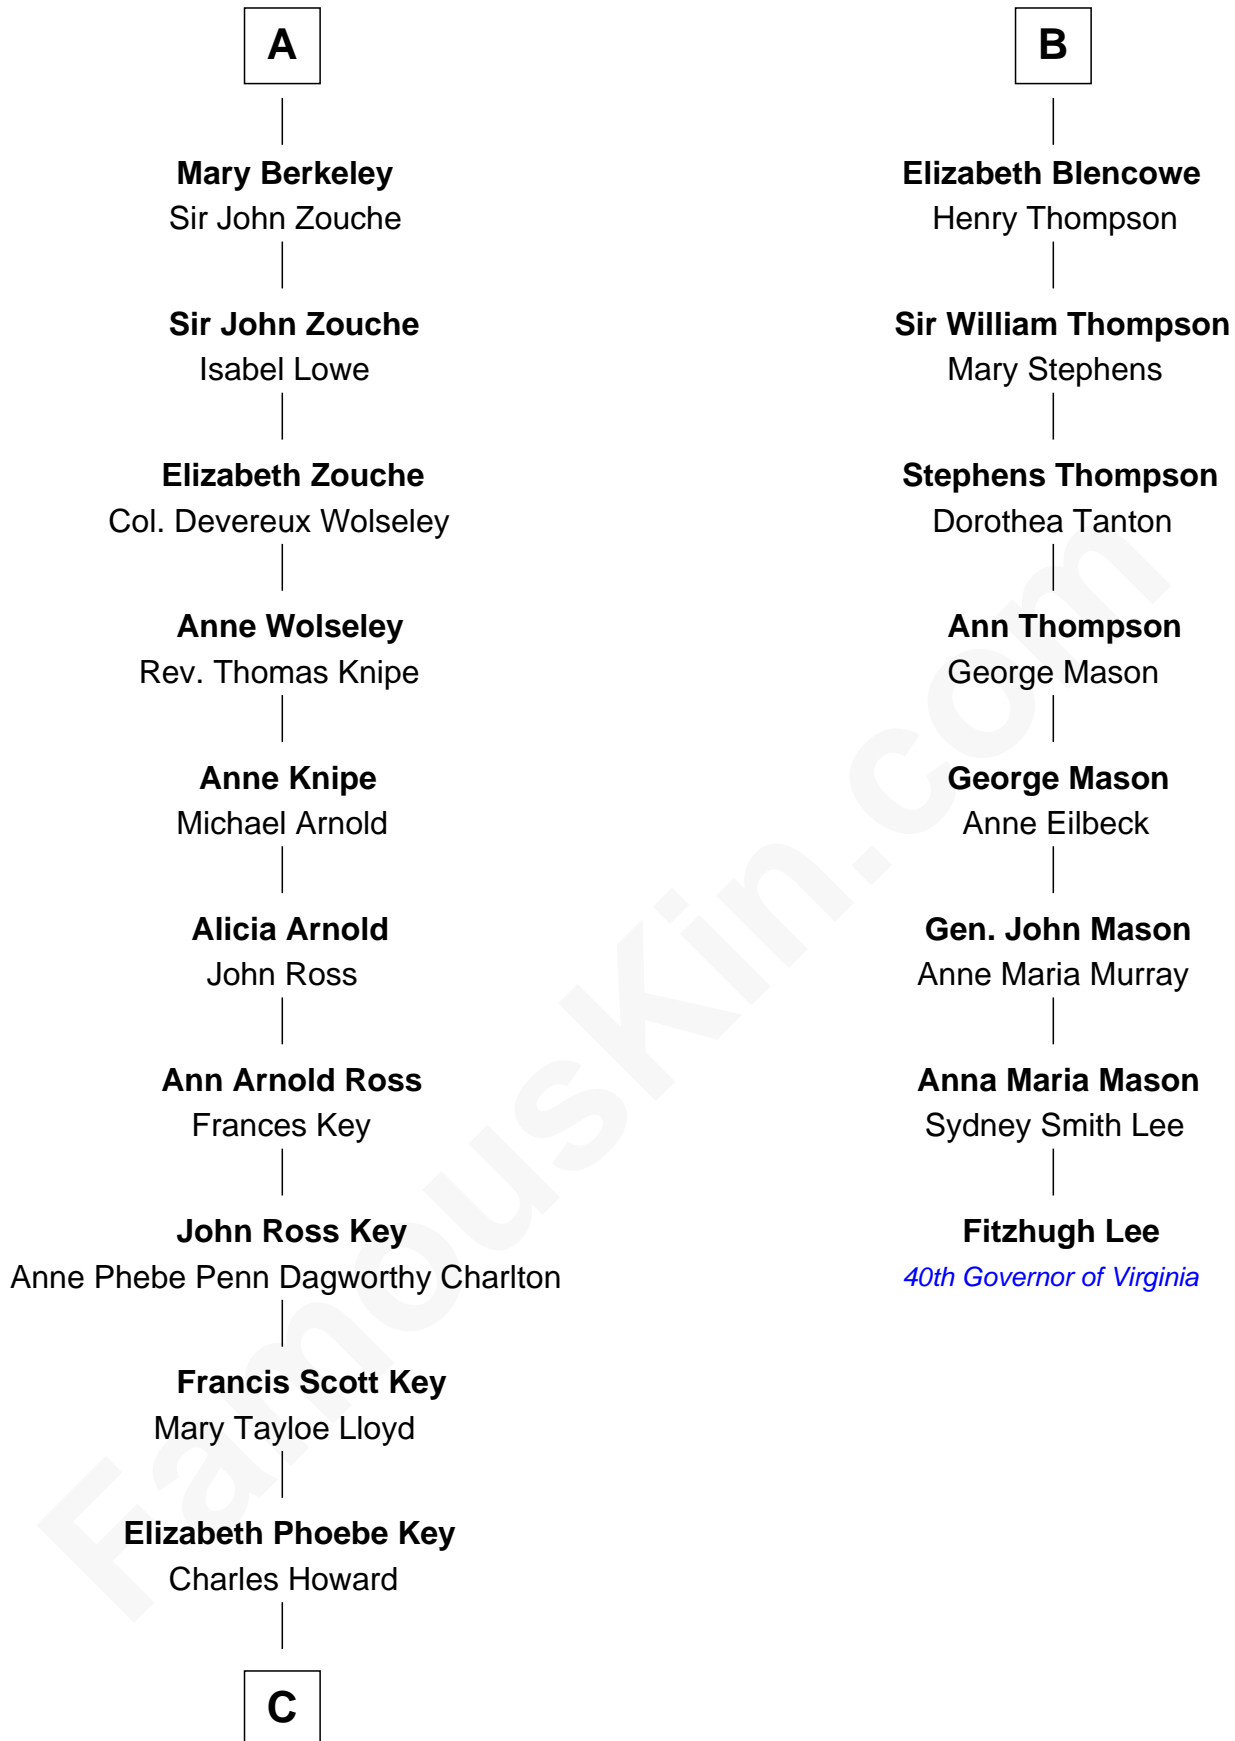 A
Mary Berkeley
Sir John Zouche
Sir John Zouche
Isabel Lowe
Elizabeth Zouche
Col. Devereux Wolseley
Anne Wolseley
Rev. Thomas Knipe
Anne Knipe
Michael Arnold
Alicia Arnold
John Ross
Ann Arnold Ross
Frances Key
John Ross Key
Anne Phebe Penn Dagworthy Charlton
Francis Scott Key
Mary Tayloe Lloyd
Elizabeth Phoebe Key
Charles Howard
C
B
Elizabeth Blencowe
Henry Thompson
Sir William Thompson
Mary Stephens
Stephens Thompson
Dorothea Tanton
Ann Thompson
George Mason
George Mason
Anne Eilbeck
Gen. John Mason
Anne Maria Murray
Anna Maria Mason
Sydney Smith Lee
Fitzhugh Lee
40th Governor of Virginia
FamousKin.com